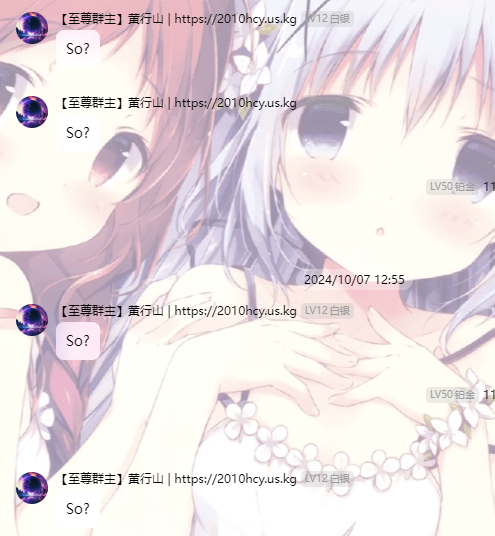 【至尊群主】黄行山 | https://2010hcy.us.kg LV12 白银
So?
【至尊群主】黄行山 | https://2010hcy.us.kg
So?
LV50 铂金 11
2024/10/07 12:55
【至尊群主】黄行山 | https://2010hcy.us.kg LV12 白银
So?
LV50 铂金 11
【至尊群主】黄行山 | https://2010hcy.us.kg LV12 白银
So?